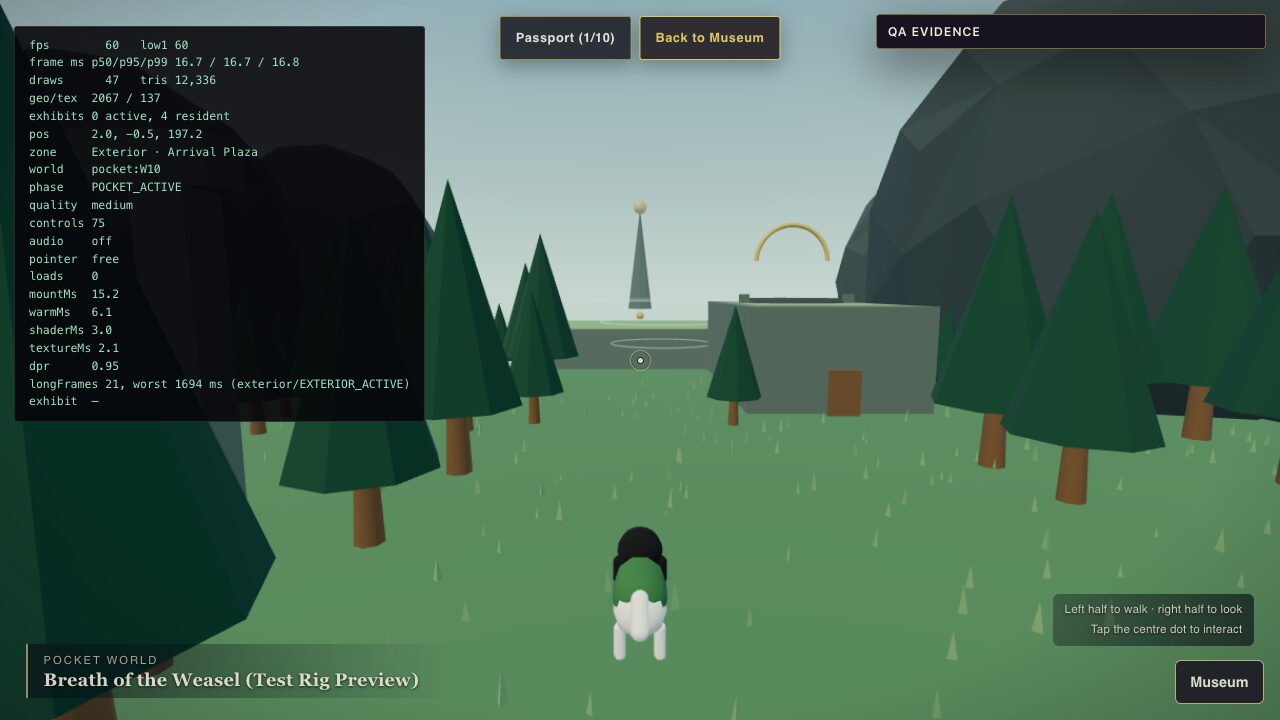 fps 60 low1 60
frame ms p50/p95/p99 16.7 / 16.7 / 16.8
draws 47 tris 12,336
geo/tex 2067 / 137
exhibits 0 active, 4 resident
pos 2.0, −0.5, 197.2
zone Exterior · Arrival Plaza
world pocket:W10
phase POCKET_ACTIVE
quality medium
controls 75
audio off
pointer free
loads 0
mountMs 15.2
warmMs 6.1
shaderMs 3.0
textureMs 2.1
dpr 0.95
longFrames 21, worst 1694 ms (exterior/EXTERIOR_ACTIVE)
exhibit —
Passport (1/10)
Back to Museum
QA EVIDENCE
Left half to walk · right half to look
Tap the centre dot to interact
POCKET WORLD
Breath of the Weasel (Test Rig Preview)
Museum